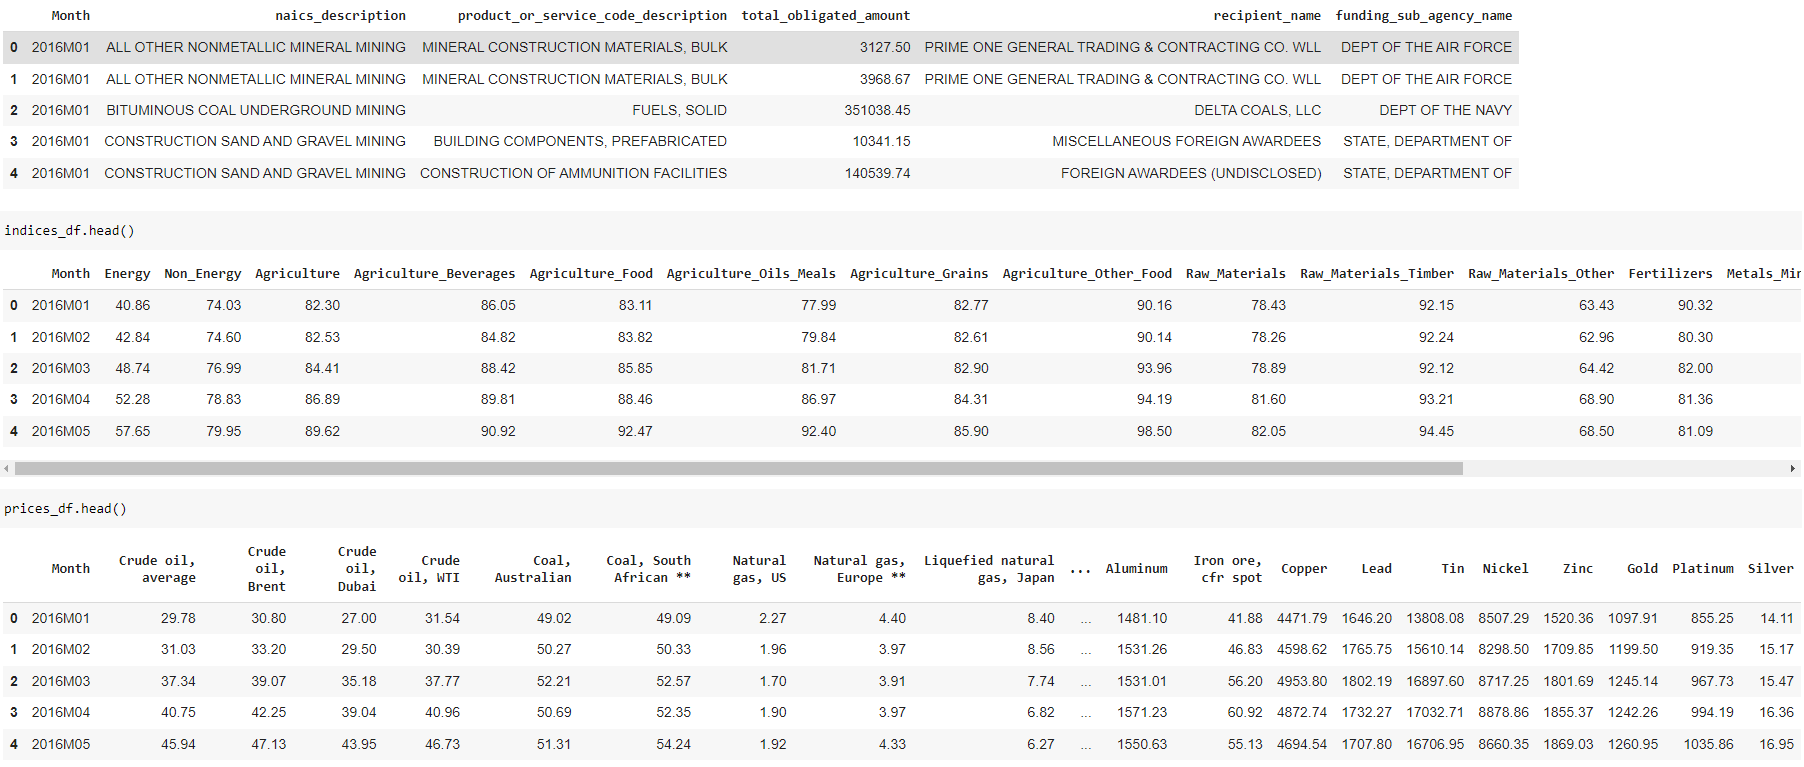 Month naics_description product_or_service_code_description total_obligated_amount recipient_name funding_sub_agency_name
0 2016M01 ALL OTHER NONMETALLIC MINERAL MINING MINERAL CONSTRUCTION MATERIALS, BULK 3127.50 PRIME ONE GENERAL TRADING & CONTRACTING CO. WLL DEPT OF THE AIR FORCE
1 2016M01 ALL OTHER NONMETALLIC MINERAL MINING MINERAL CONSTRUCTION MATERIALS, BULK 3968.67 PRIME ONE GENERAL TRADING & CONTRACTING CO. WLL DEPT OF THE AIR FORCE
2 2016M01 BITUMINOUS COAL UNDERGROUND MINING FUELS, SOLID 351038.45 DELTA COALS, LLC DEPT OF THE NAVY
3 2016M01 CONSTRUCTION SAND AND GRAVEL MINING BUILDING COMPONENTS, PREFABRICATED 10341.15 MISCELLANEOUS FOREIGN AWARDEES STATE, DEPARTMENT OF
4 2016M01 CONSTRUCTION SAND AND GRAVEL MINING CONSTRUCTION OF AMMUNITION FACILITIES 140539.74 FOREIGN AWARDEES (UNDISCLOSED) STATE, DEPARTMENT OF
indices_df.head()
Month Energy Non_Energy Agriculture Agriculture_Beverages Agriculture_Food Agriculture_Oils_Meals Agriculture_Grains Agriculture_Other_Food Raw_Materials Raw_Materials_Timber Raw_Materials_Other Fertilizers Metals_Min
0 2016M01 40.86 74.03 82.30 86.05 83.11 77.99 82.77 90.16 78.43 92.15 63.43 90.32
1 2016M02 42.84 74.60 82.53 84.82 83.82 79.84 82.61 90.14 78.26 92.24 62.96 80.30
2 2016M03 48.74 76.99 84.41 88.42 85.85 81.71 82.90 93.96 78.89 92.12 64.42 82.00
3 2016M04 52.28 78.83 86.89 89.81 88.46 86.97 84.31 94.19 81.60 93.21 68.90 81.36
4 2016M05 57.65 79.95 89.62 90.92 92.47 92.40 85.90 98.50 82.05 94.45 68.50 81.09
prices_df.head()
Month Crude oil, average Crude oil, Brent Crude oil, Dubai Crude oil, WTI Coal, Australian Coal, South African ** Natural gas, US Natural gas, Europe ** Liquefied natural gas, Japan ... Aluminum Iron ore, cfr spot Copper Lead Tin Nickel Zinc Gold Platinum Silver
0 2016M01 29.78 30.80 27.00 31.54 49.02 49.09 2.27 4.40 8.40 ... 1481.10 41.88 4471.79 1646.20 13808.08 8507.29 1520.36 1097.91 855.25 14.11
1 2016M02 31.03 33.20 29.50 30.39 50.27 50.33 1.96 3.97 8.56 ... 1531.26 46.83 4598.62 1765.75 15610.14 8298.50 1709.85 1199.50 919.35 15.17
2 2016M03 37.34 39.07 35.18 37.77 52.21 52.57 1.70 3.91 7.74 ... 1531.01 56.20 4953.80 1802.19 16897.60 8717.25 1801.69 1245.14 967.73 15.47
3 2016M04 40.75 42.25 39.04 40.96 50.69 52.35 1.90 3.97 6.82 ... 1571.23 60.92 4872.74 1732.27 17032.71 8878.86 1855.37 1242.26 994.19 16.36
4 2016M05 45.94 47.13 43.95 46.73 51.31 54.24 1.92 4.33 6.27 ... 1550.63 55.13 4694.54 1707.80 16706.95 8660.35 1869.03 1260.95 1035.86 16.95